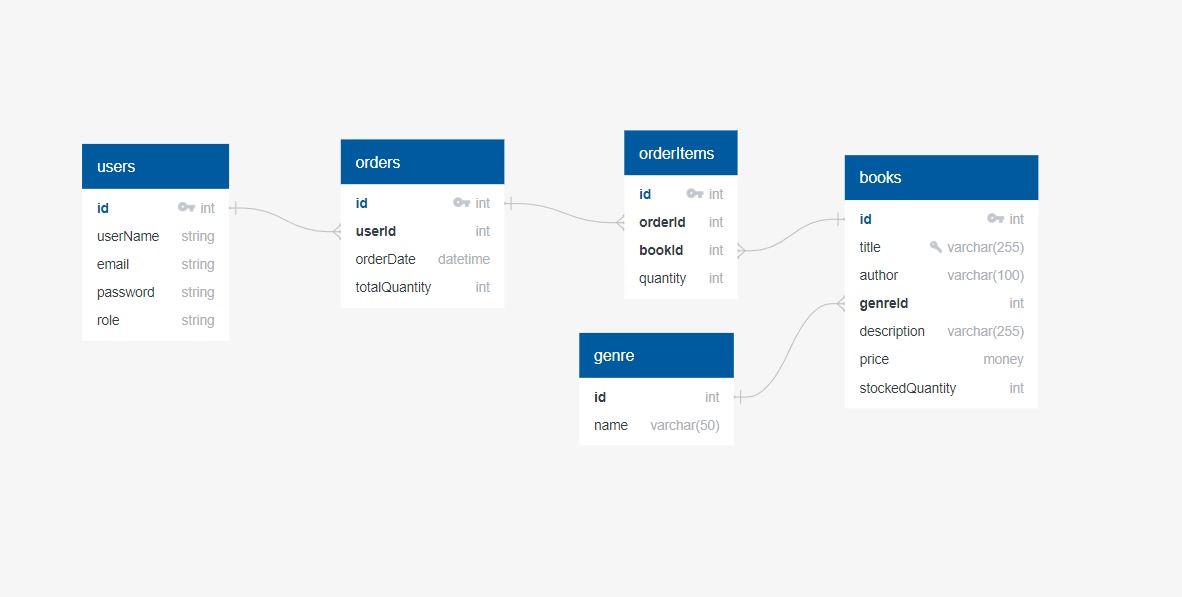 users
id int
userName string
email string
password string
role string
orders
id int
userId int
orderDate datetime
totalQuantity int
orderItems
id int
orderId int
bookId int
quantity int
books
id int
title varchar(255)
author varchar(100)
genreId int
description varchar(255)
price money
stockedQuantity int
genre
id int
name varchar(50)